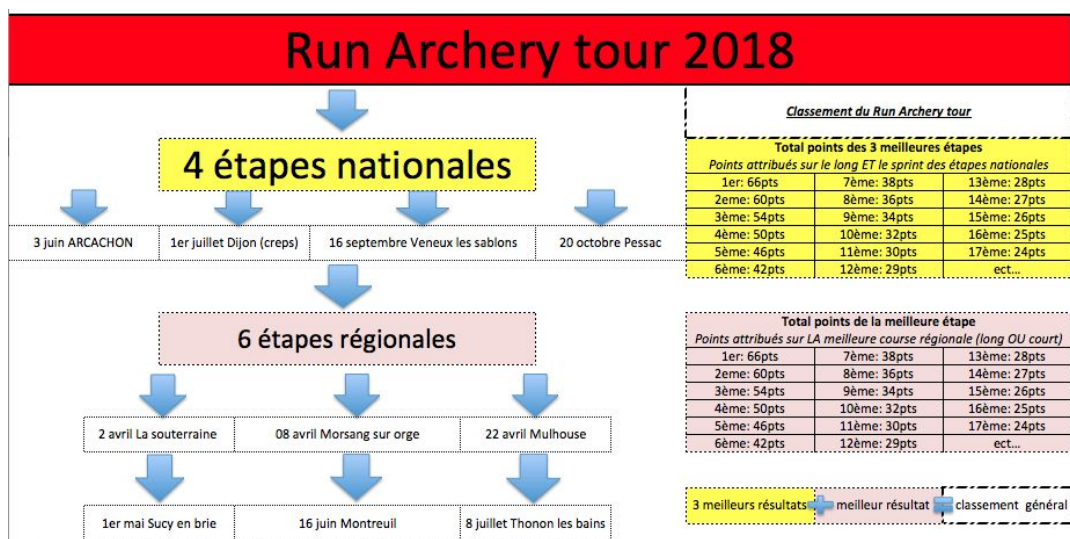 Run Archery tour 2018
4 étapes nationales
3 juin ARCACHON
1er juillet Dijon (creps)
16 septembre Veneux les sablons
20 octobre Pessac
6 étapes régionales
2 avril La souterraine
08 avril Morsang sur orge
22 avril Mulhouse
1er mai Sucy en brie
16 juin Montreuil
8 juillet Thonon les bains
Classement du Run Archery tour
Total points des 3 meilleures étapes
Points attribués sur le long ET le sprint des étapes nationales
1er: 66pts 7ème: 38pts 13ème: 28pts
2eme: 60pts 8ème: 36pts 14ème: 27pts
3ème: 54pts 9ème: 34pts 15ème: 26pts
4ème: 50pts 10ème: 32pts 16ème: 25pts
5ème: 46pts 11ème: 30pts 17ème: 24pts
6ème: 42pts 12ème: 29pts ect...
Total points de la meilleure étape
Points attribués sur LA meilleure course régionale (long OU court)
1er: 66pts 7ème: 38pts 13ème: 28pts
2eme: 60pts 8ème: 36pts 14ème: 27pts
3ème: 54pts 9ème: 34pts 15ème: 26pts
4ème: 50pts 10ème: 32pts 16ème: 25pts
5ème: 46pts 11ème: 30pts 17ème: 24pts
6ème: 42pts 12ème: 29pts ect...
3 meilleurs résultats meilleur résultat classement général